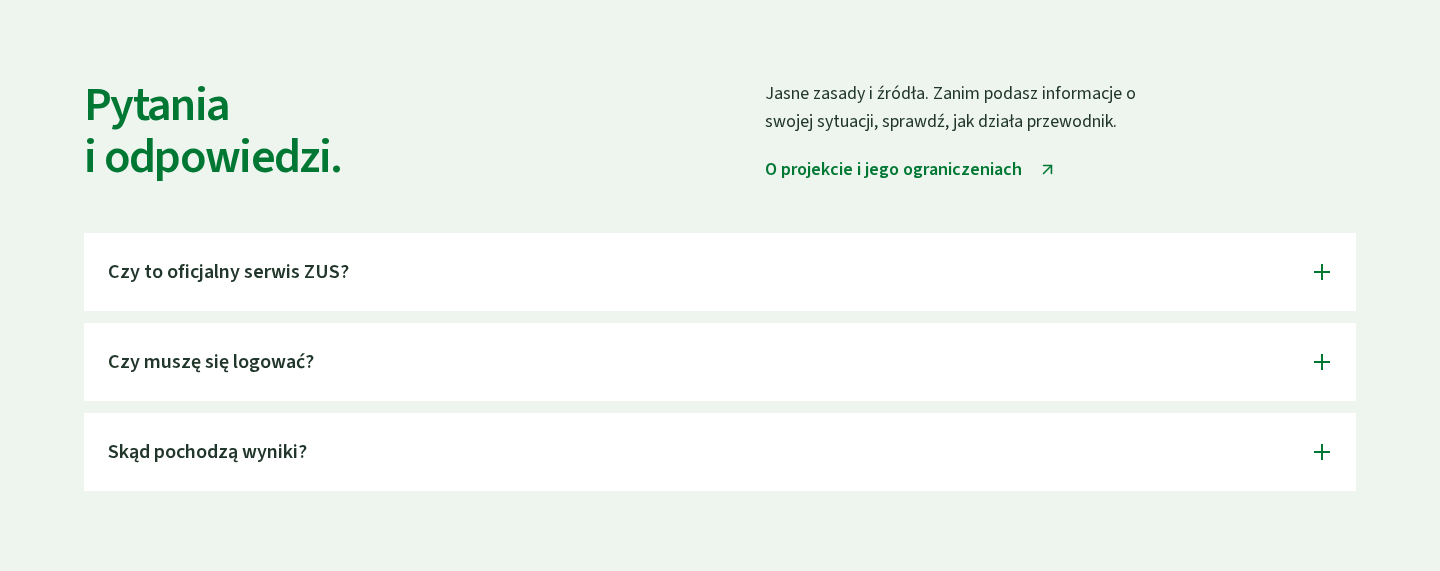 Pytania
i odpowiedzi.
Jasne zasady i źródła. Zanim podasz informacje o
swojej sytuacji, sprawdź, jak działa przewodnik.
O projekcie i jego ograniczeniach
Czy to oficjalny serwis ZUS?
Czy muszę się logować?
Skąd pochodzą wyniki?